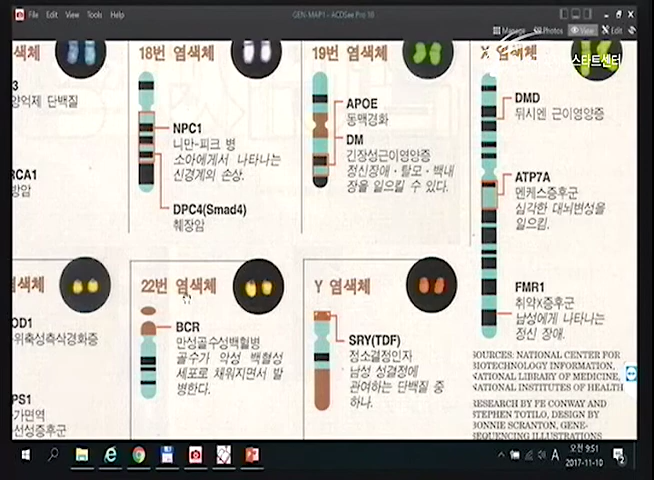 File View Tools Help
GEN-MAP1 - ACDSee Pro 10
Manage Photos View Edit
스타트센터
색체
3
양억제 단백질
RCA1
방암
18번 염색체
NPC1
니만-피크 병
소아에게서 나타나는
신경계의 손상.
DPC4(Smad4)
췌장암
19번 염색체
APOE
동맥경화
DM
긴장성근이영양증
정신장애·탈모·백내
장을 일으킬 수 있다.
X 염색체
DMD
뒤시엔 근이영양증
ATP7A
멘케스증후군
심각한 대뇌변성을
일으킴.
FMR1
취약X증후군
남성에게 나타나는
정신 장애.
색체
OD1
위축성측삭경화증
PS1
가면역
선성증후군
22번 염색체
BCR
만성골수성백혈병
골수가 악성 백혈성
세포로 채워지면서 발
병한다.
Y 염색체
SRY(TDF)
정소결정인자
남성 성결정에
관여하는 단백질 중
하나.
SOURCES: NATIONAL CENTER FOR
BIOTECHNOLOGY INFORMATION,
NATIONAL LIBRARY OF MEDICINE,
NATIONAL INSTITUTES OF HEALTH
RESEARCH BY FE CONWAY AND
STEPHEN TOTILO, DESIGN BY
BONNIE SCRANTON, GENE-
SEQUENCING ILLUSTRATIONS
A 오전 9:51
2017-11-10
2